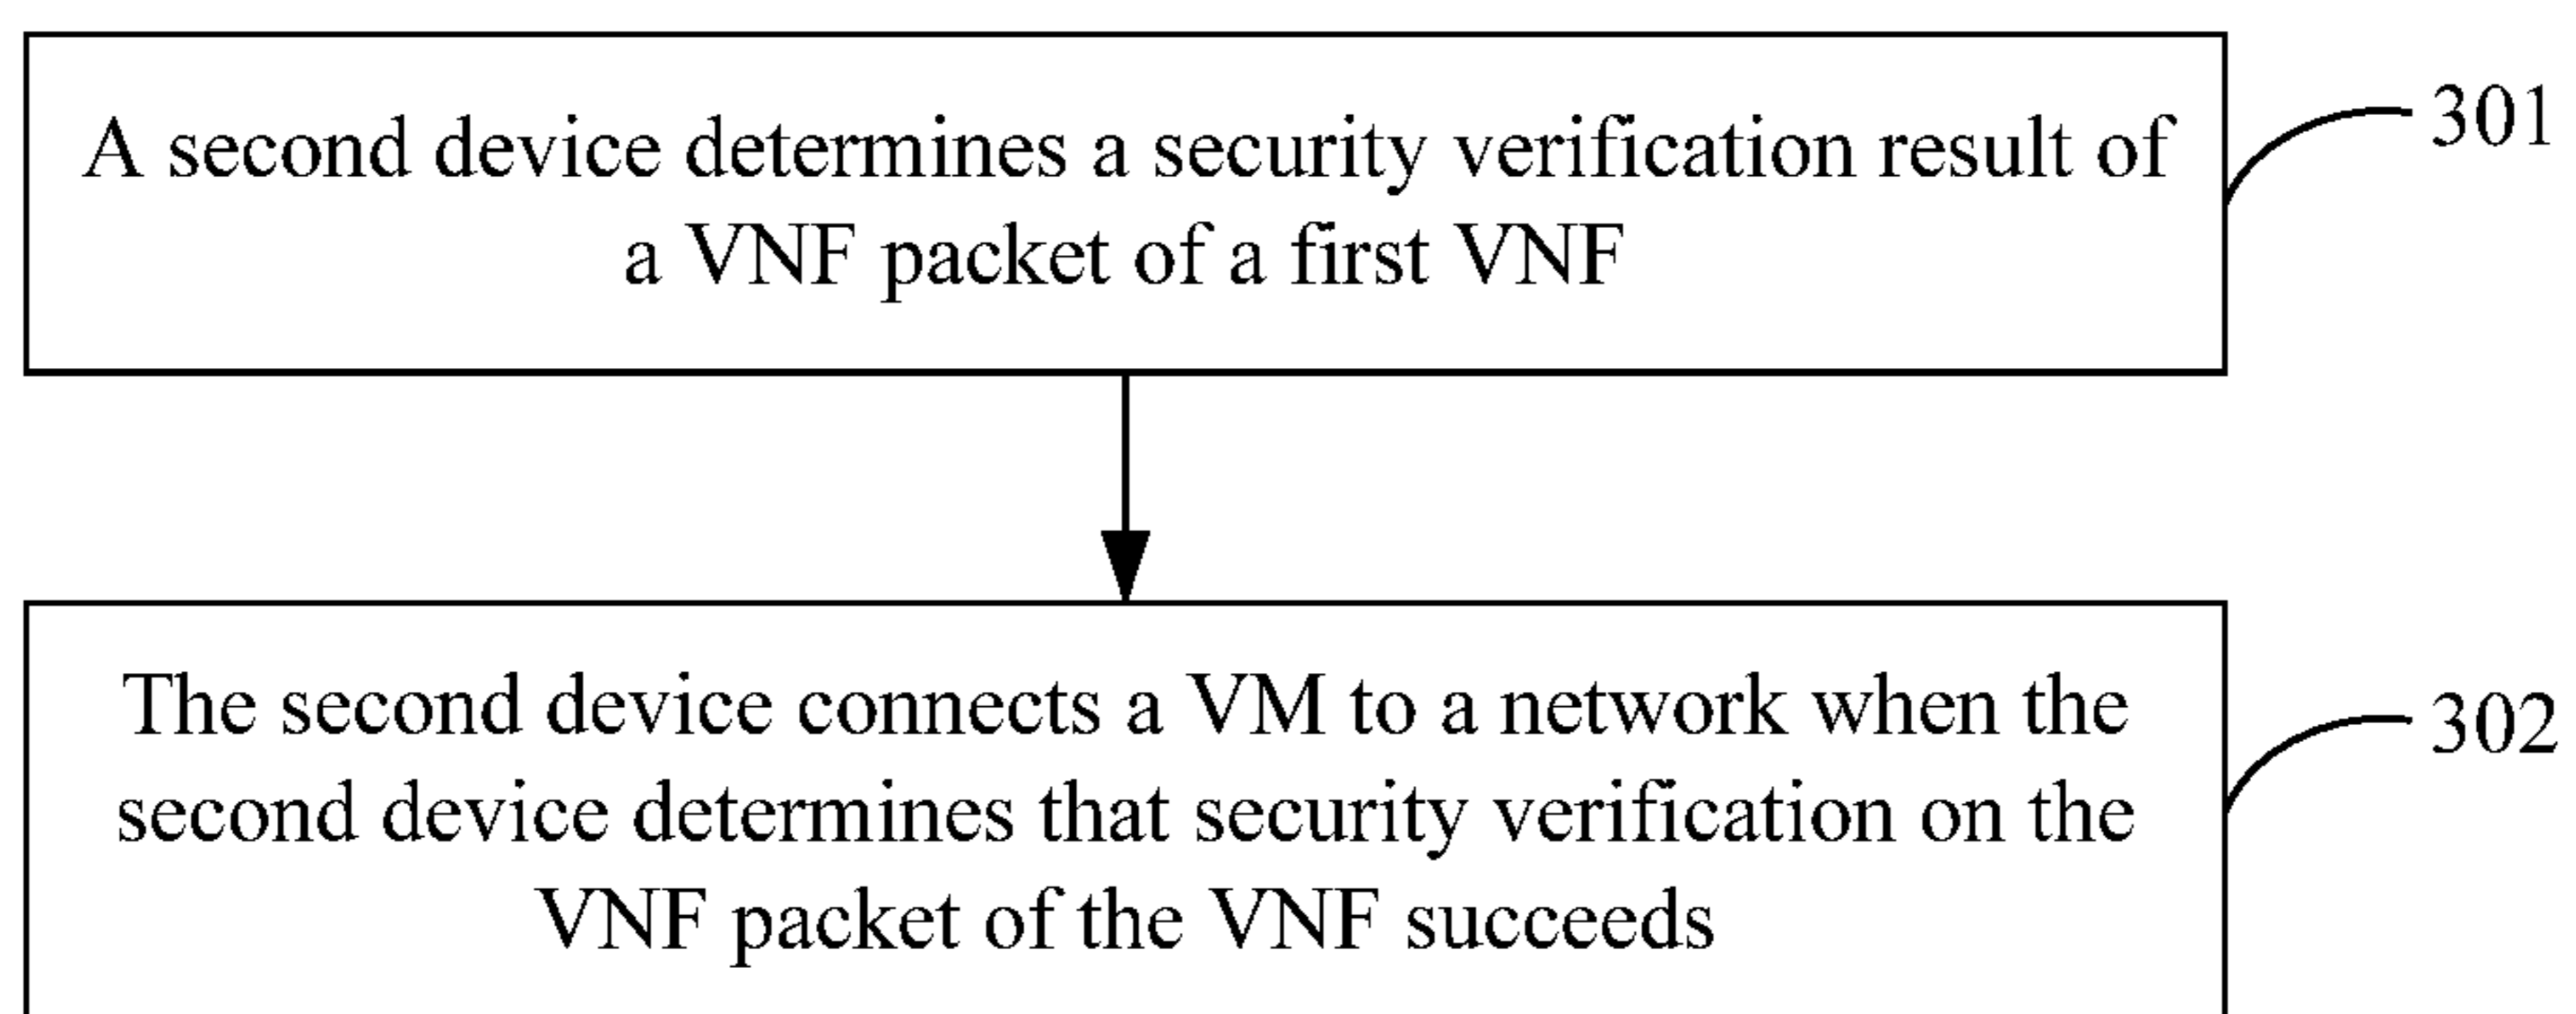 A second device determines a security verification result of
a VNF packet of a first VNF
301
The second device connects a VM to a network when the
second device determines that security verification on the
VNF packet of the VNF succeeds
302